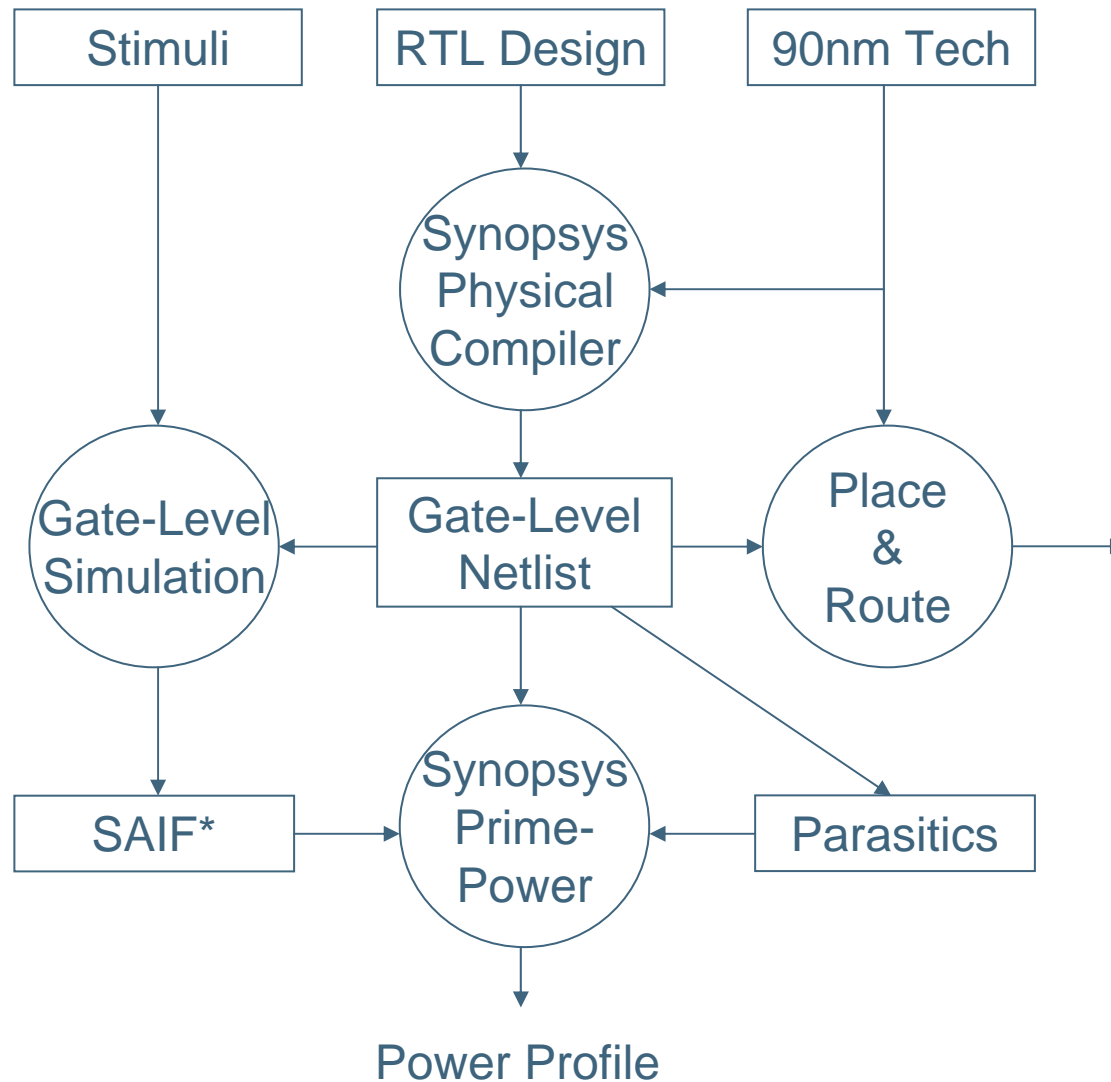 Stimuli
RTL Design
90nm Tech
Synopsys
Physical
Compiler
Gate-Level
Simulation
Gate-Level
Netlist
Place
&
Route
SAIF*
Synopsys
Prime-
Power
Parasitics
Power Profile